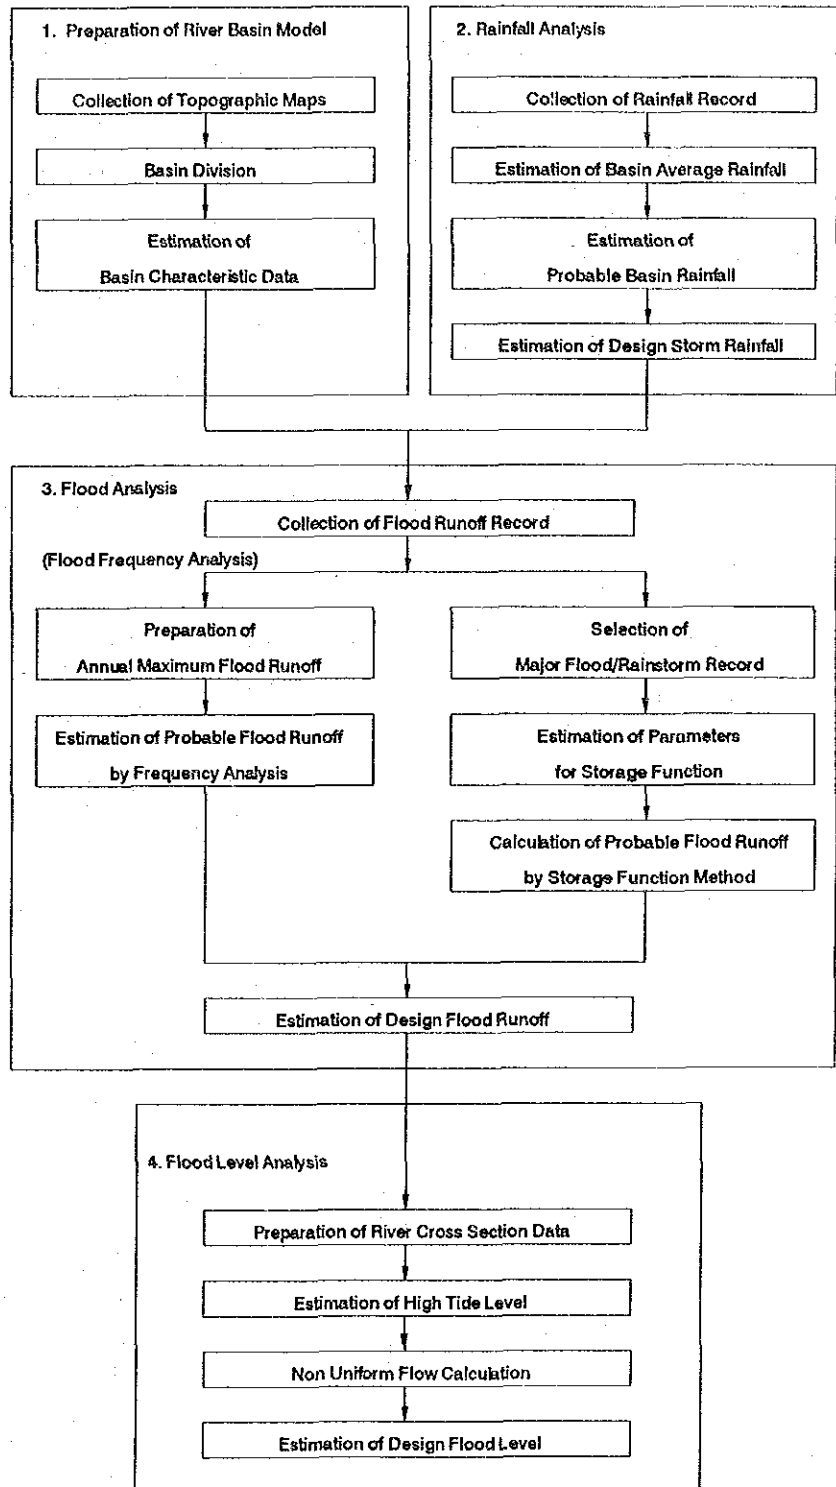 1. Preparation of River Basin Model
Collection of Topographic Maps
Basin Division
Estimation of
Basin Characteristic Data
2. Rainfall Analysis
Collection of Rainfall Record
Estimation of Basin Average Rainfall
Estimation of
Probable Basin Rainfall
Estimation of Design Storm Rainfall
3. Flood Analysis
Collection of Flood Runoff Record
(Flood Frequency Analysis)
Preparation of
Annual Maximum Flood Runoff
Estimation of Probable Flood Runoff
by Frequency Analysis
Selection of
Major Flood/Rainstorm Record
Estimation of Parameters
for Storage Function
Calculation of Probable Flood Runoff
by Storage Function Method
Estimation of Design Flood Runoff
4. Flood Level Analysis
Preparation of River Cross Section Data
Estimation of High Tide Level
Non Uniform Flow Calculation
Estimation of Design Flood Level